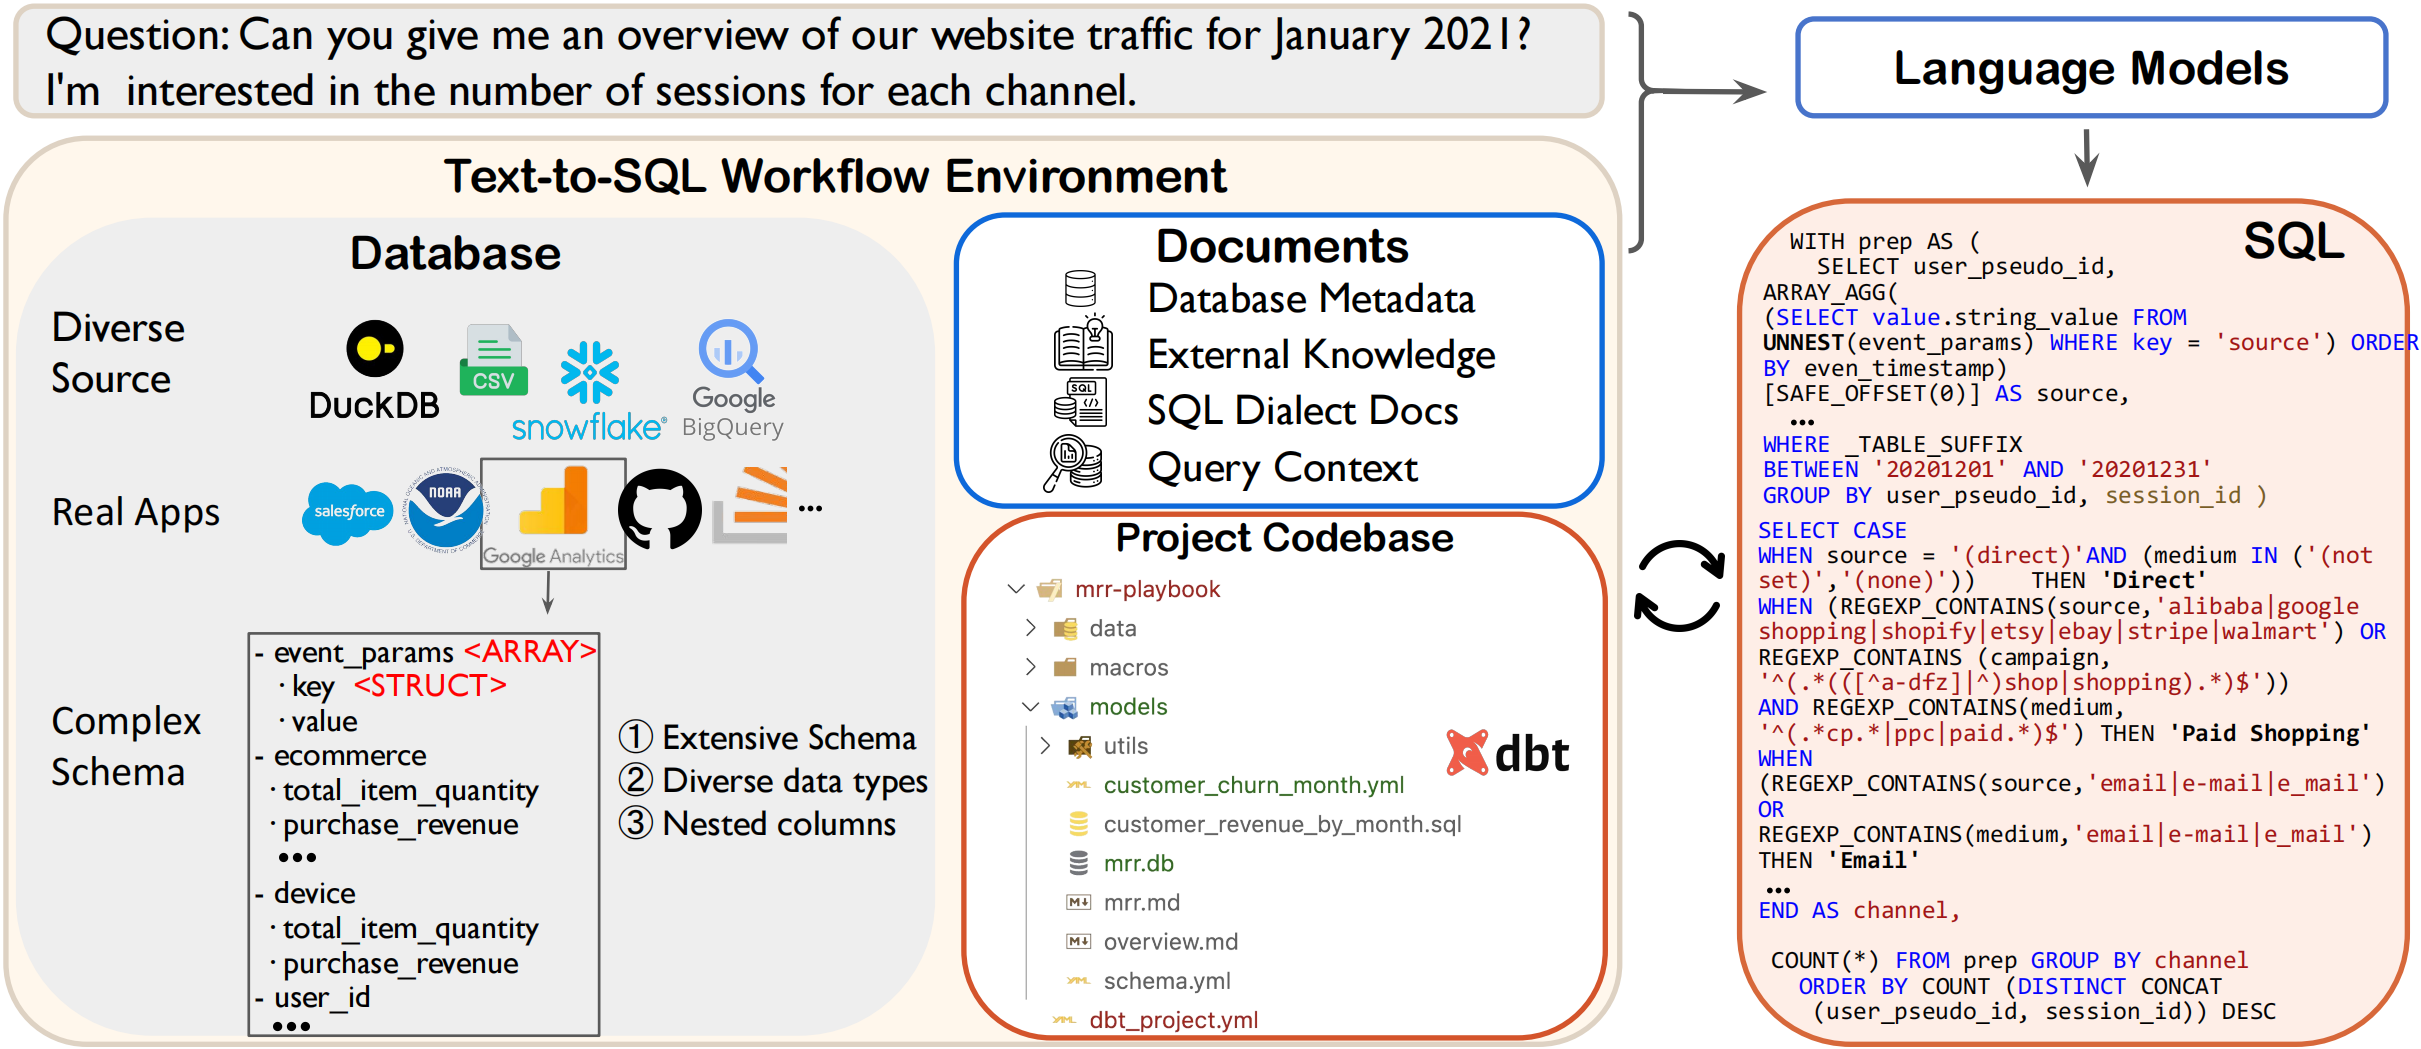 Question: Can you give me an overview of our website traffic for January 2021?
I'm interested in the number of sessions for each channel.
Text-to-SQL Workflow Environment
Database
Diverse
Source
DuckDB
CSV
snowflake®
Google
BigQuery
Real Apps
salesforce
NOAA
NATIONAL OCEANIC AND ATMOSPHERIC ADMINISTRATION
U.S. DEPARTMENT OF COMMERCE
Google Analytics
...
Complex
Schema
- event_params <ARRAY>
· key <STRUCT>
· value
- ecommerce
· total_item_quantity
· purchase_revenue
...
- device
· total_item_quantity
· purchase_revenue
- user_id
...
① Extensive Schema
② Diverse data types
③ Nested columns
Documents
Database Metadata
External Knowledge
SQL
SQL Dialect Docs
Query Context
Project Codebase
mrr-playbook
data
macros
models
utils
customer_churn_month.yml
customer_revenue_by_month.sql
mrr.db
mrr.md
overview.md
schema.yml
dbt_project.yml
dbt
Language Models
SQL
WITH prep AS (
SELECT user_pseudo_id,
ARRAY_AGG(
(SELECT value.string_value FROM
UNNEST(event_params) WHERE key = 'source') ORDER
BY even_timestamp)
[SAFE_OFFSET(0)] AS source,
...
WHERE _TABLE_SUFFIX
BETWEEN '20201201' AND '20201231'
GROUP BY user_pseudo_id, session_id )
SELECT CASE
WHEN source = '(direct)'AND (medium IN ('(not
set)','(none)')) THEN 'Direct'
WHEN (REGEXP_CONTAINS(source,'alibaba|google
shopping|shopify|etsy|ebay|stripe|walmart') OR
REGEXP_CONTAINS (campaign,
'^(.*(([^a-dfz]|^)shop|shopping).*)$'))
AND REGEXP_CONTAINS(medium,
'^(.*cp.*|ppc|paid.*)$') THEN 'Paid Shopping'
WHEN
(REGEXP_CONTAINS(source,'email|e-mail|e_mail')
OR
REGEXP_CONTAINS(medium,'email|e-mail|e_mail')
THEN 'Email'
...
END AS channel,
COUNT(*) FROM prep GROUP BY channel
ORDER BY COUNT (DISTINCT CONCAT
(user_pseudo_id, session_id)) DESC